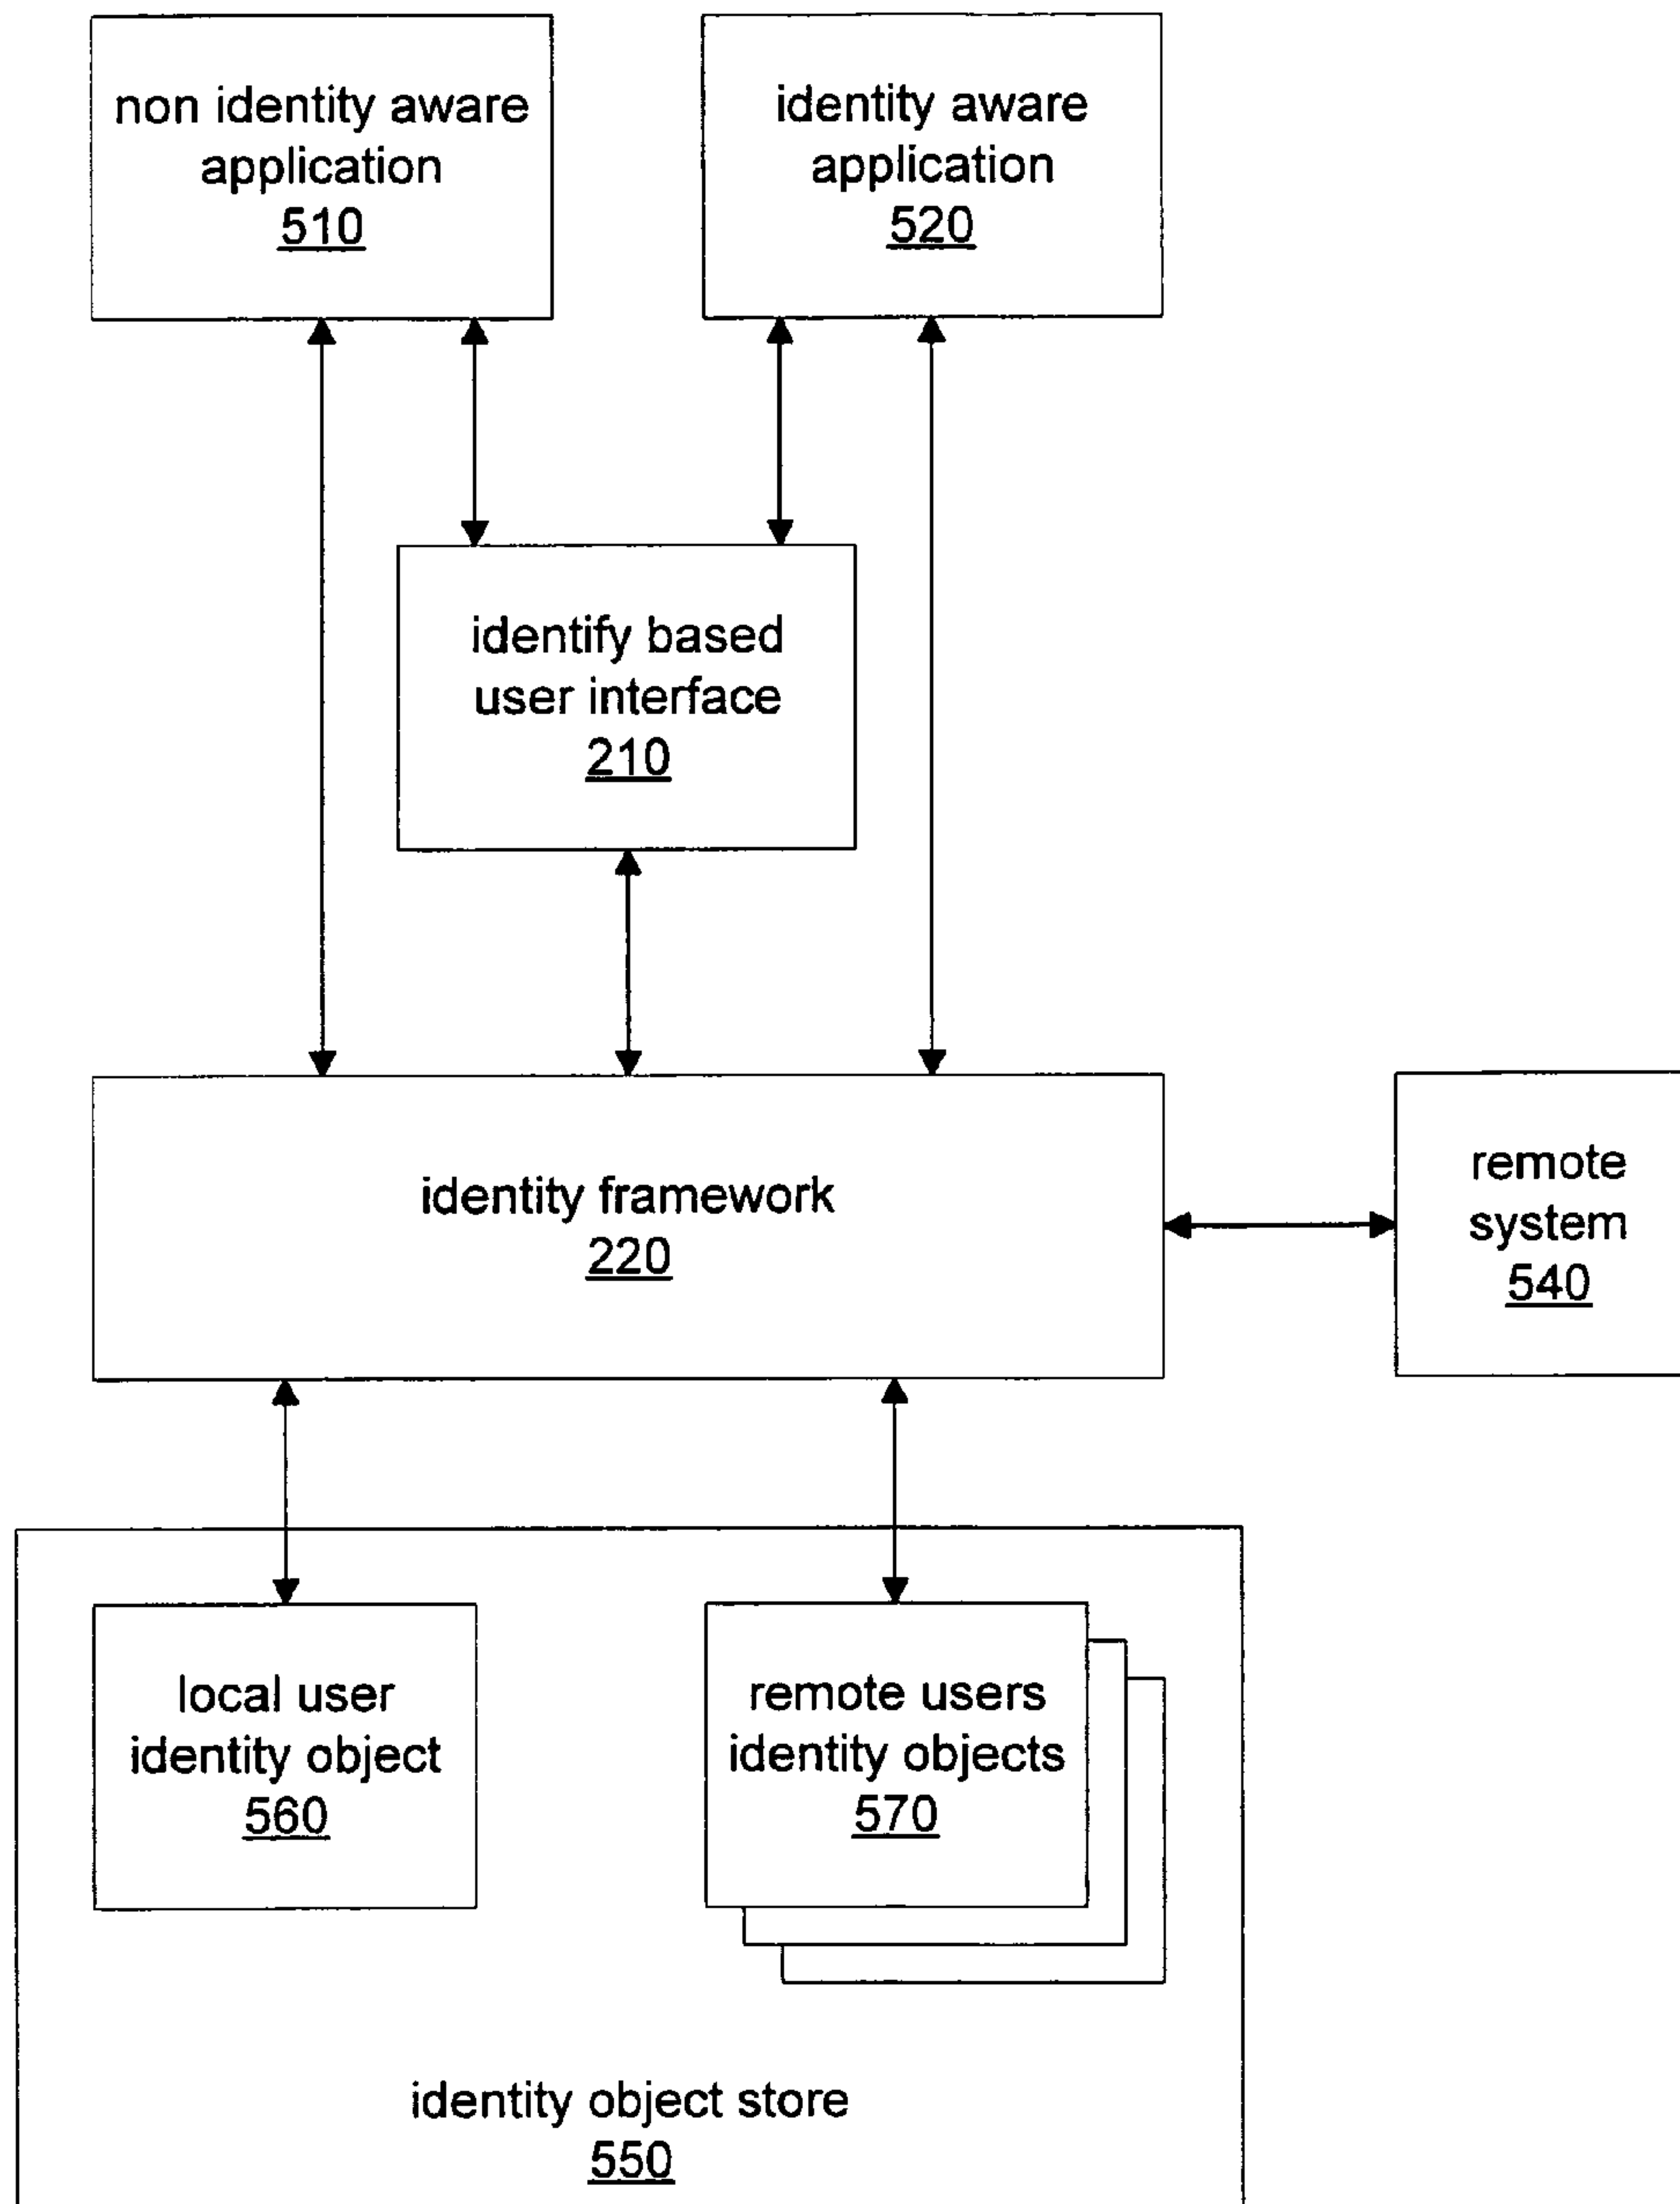 non identity aware
application
510
identity aware
application
520
identify based
user interface
210
identity framework
220
remote
system
540
local user
identity object
560
remote users
identity objects
570
identity object store
550